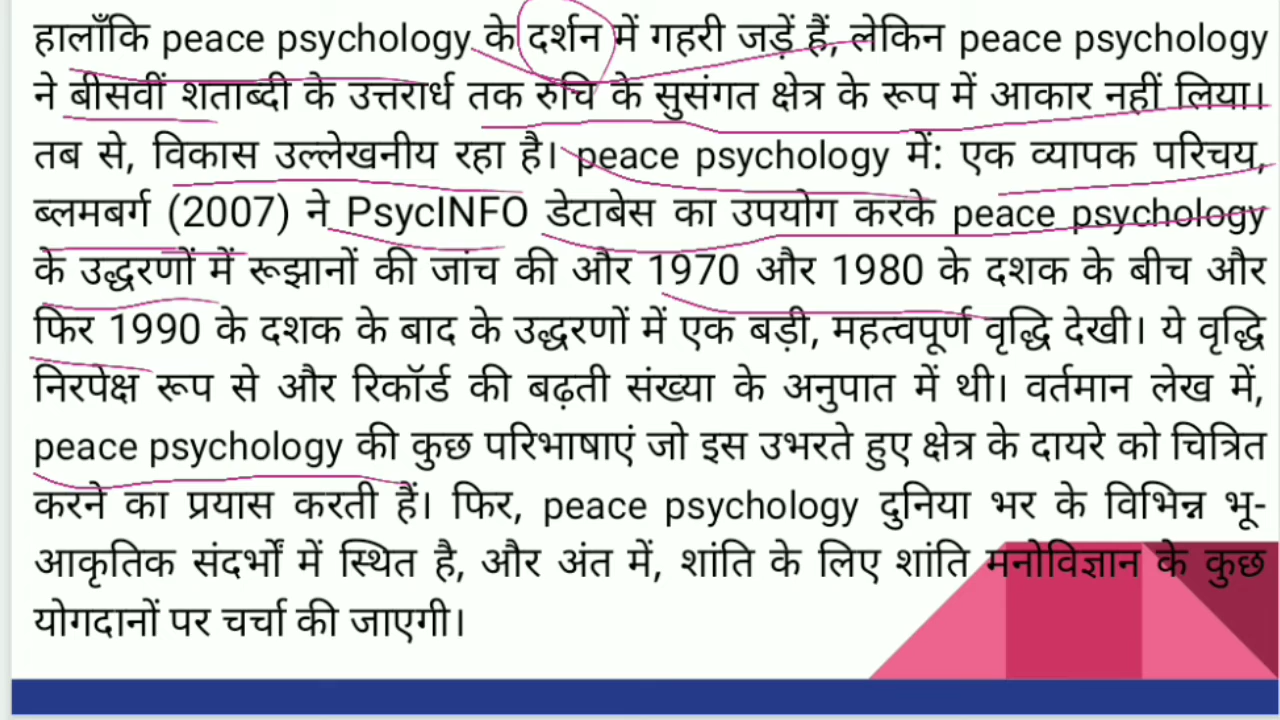 हालाँकि peace psychology के दर्शन में गहरी जड़ें हैं, लेकिन peace psychology
ने बीसवीं शताब्दी के उत्तरार्ध तक रुचि के सुसंगत क्षेत्र के रूप में आकार नहीं लिया।
तब से, विकास उल्लेखनीय रहा है। peace psychology में: एक व्यापक परिचय,
ब्लमबर्ग (2007) ने PsycINFO डेटाबेस का उपयोग करके peace psychology
के उद्धरणों में रूझानों की जांच की और 1970 और 1980 के दशक के बीच और
फिर 1990 के दशक के बाद के उद्धरणों में एक बड़ी, महत्वपूर्ण वृद्धि देखी। ये वृद्धि
निरपेक्ष रूप से और रिकॉर्ड की बढ़ती संख्या के अनुपात में थी। वर्तमान लेख में,
peace psychology की कुछ परिभाषाएं जो इस उभरते हुए क्षेत्र के दायरे को चित्रित
करने का प्रयास करती हैं। फिर, peace psychology दुनिया भर के विभिन्न भू-
आकृतिक संदर्भों में स्थित है, और अंत में, शांति के लिए शांति मनोविज्ञान के कुछ
योगदानों पर चर्चा की जाएगी।